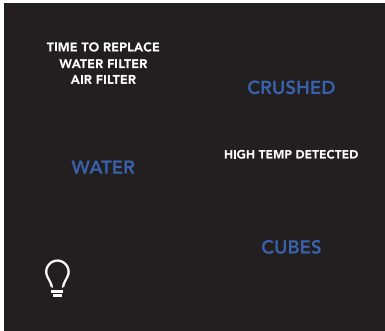 TIME TO REPLACE
WATER FILTER
AIR FILTER
CRUSHED
WATER
HIGH TEMP DETECTED
CUBES